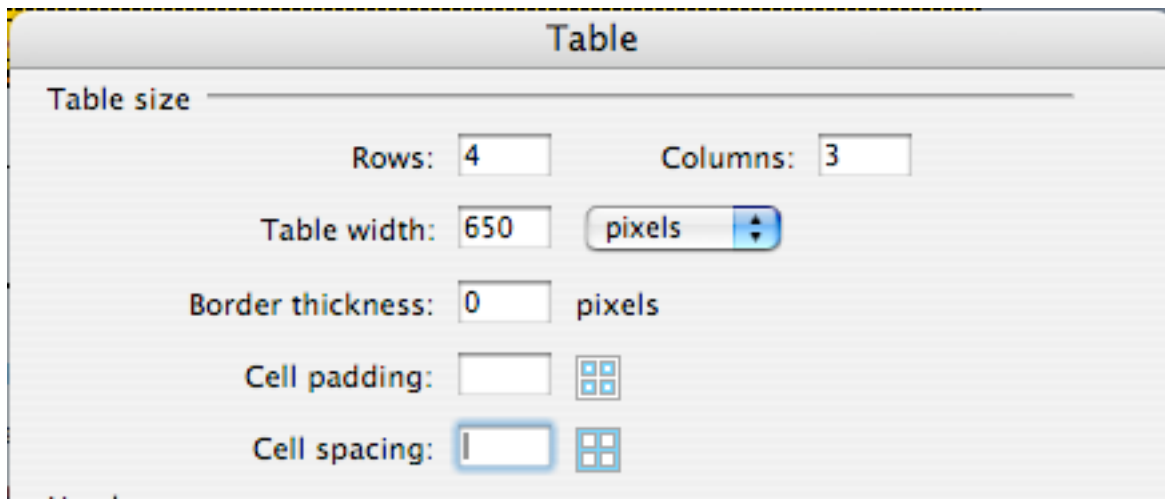 Table
Table size
Rows: 4 Columns: 3
Table width: 650 pixels
Border thickness: 0 pixels
Cell padding:
Cell spacing: